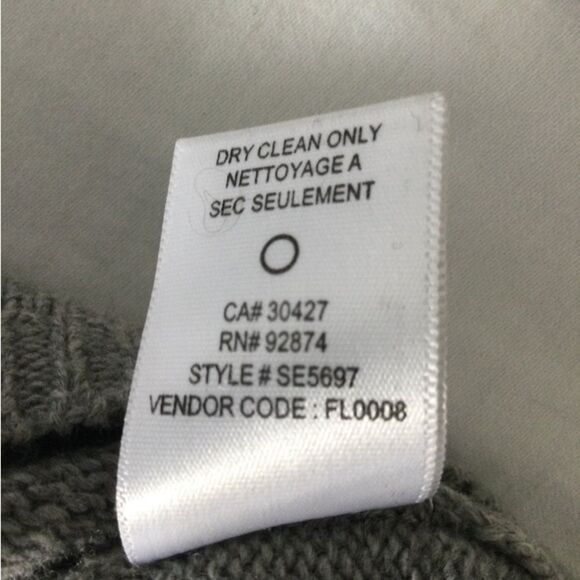 DRY CLEAN ONLY
NETTOYAGE A
SEC SEULEMENT
CA# 30427
RN# 92874
STYLE # SE5697
VENDOR CODE : FL0008